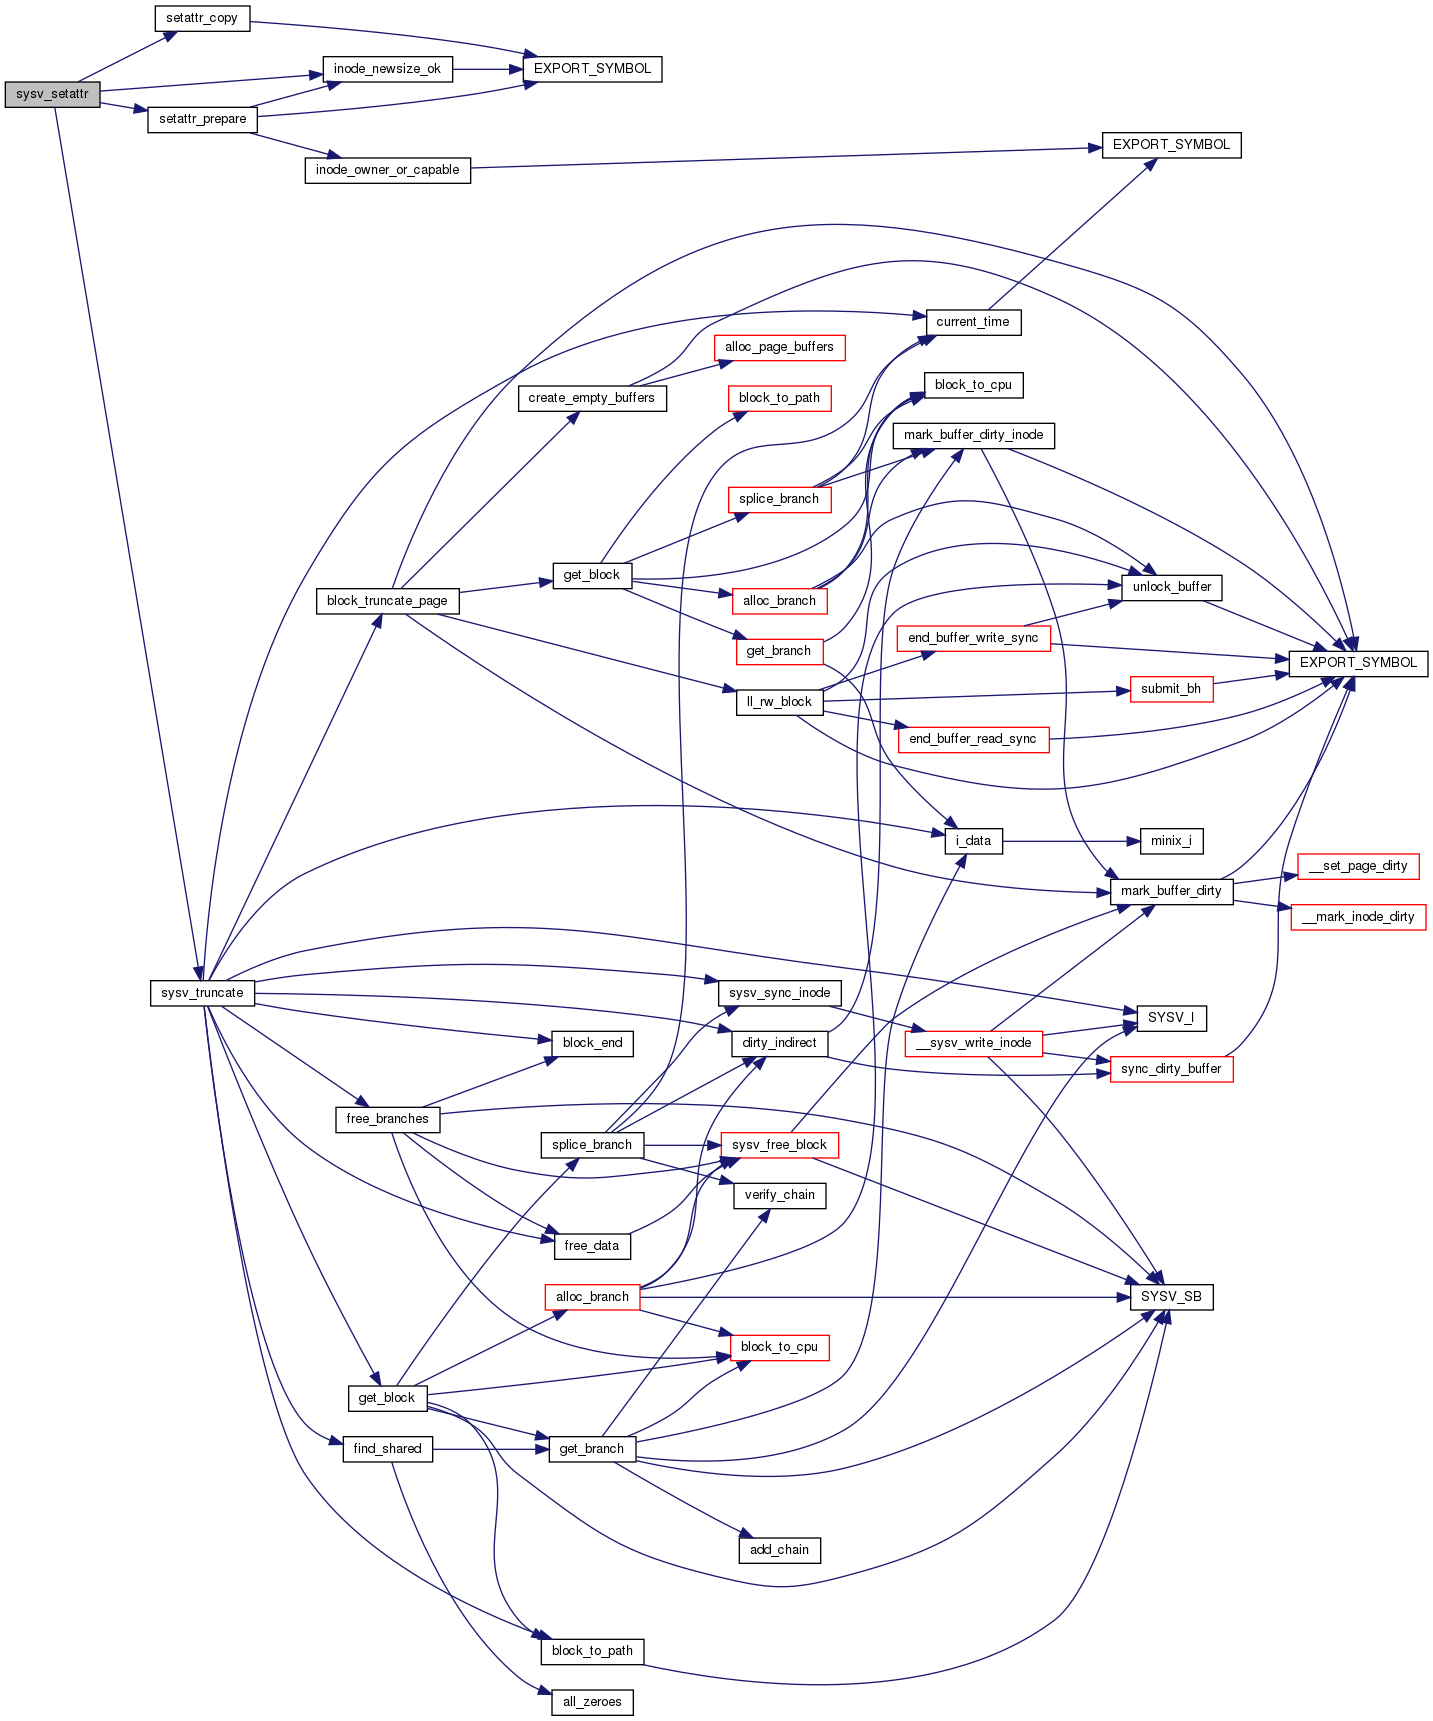 setattr_copy
inode_newsize_ok
EXPORT_SYMBOL
sysv_setattr
setattr_prepare
EXPORT_SYMBOL
inode_owner_or_capable
current_time
alloc_page_buffers
block_to_cpu
create_empty_buffers
block_to_path
mark_buffer_dirty_inode
splice_branch
get_block
unlock_buffer
block_truncate_page
alloc_branch
end_buffer_write_sync
get_branch
EXPORT_SYMBOL
submit_bh
ll_rw_block
end_buffer_read_sync
i_data
minix_i
__set_page_dirty
mark_buffer_dirty
__mark_inode_dirty
sysv_truncate
sysv_sync_inode
SYSV_I
block_end
dirty_indirect
__sysv_write_inode
sync_dirty_buffer
free_branches
splice_branch
sysv_free_block
verify_chain
free_data
alloc_branch
SYSV_SB
block_to_cpu
get_block
find_shared
get_branch
add_chain
block_to_path
all_zeroes